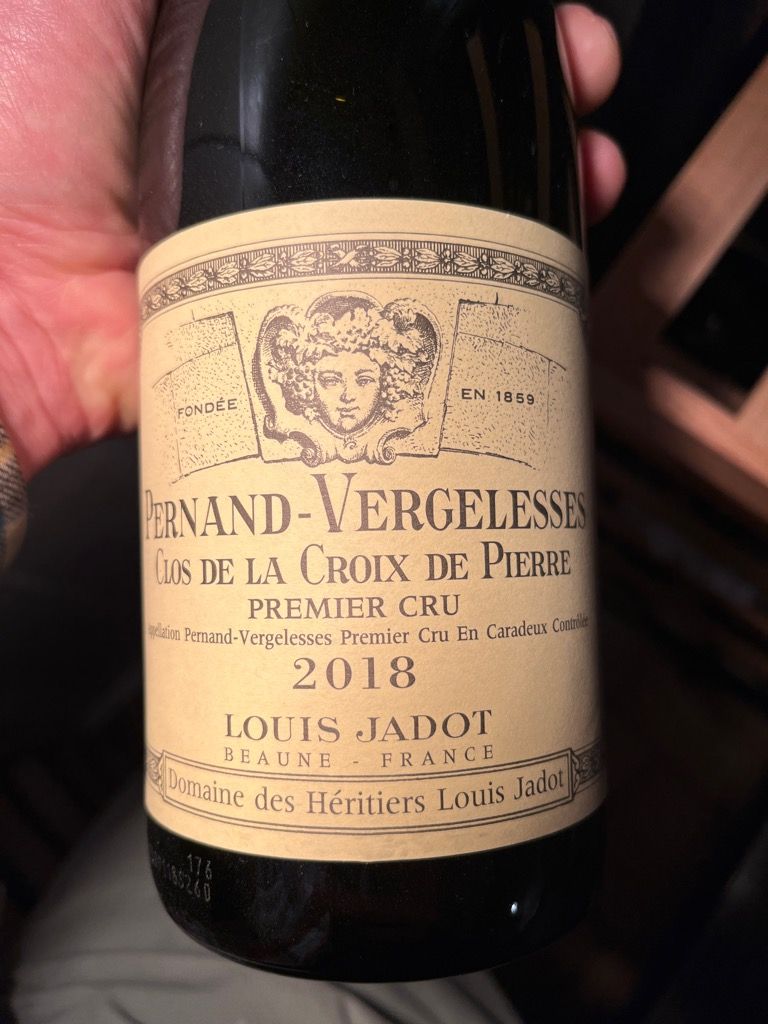 FONDÉE EN 1859
PERNAND-VERGELESSES
CLOS DE LA CROIX DE PIERRE
PREMIER CRU
Appellation Pernand-Vergelesses Premier Cru En Caradeux Contrôlée
2018
LOUIS JADOT
BEAUNE - FRANCE
Domaine des Héritiers Louis Jadot
176